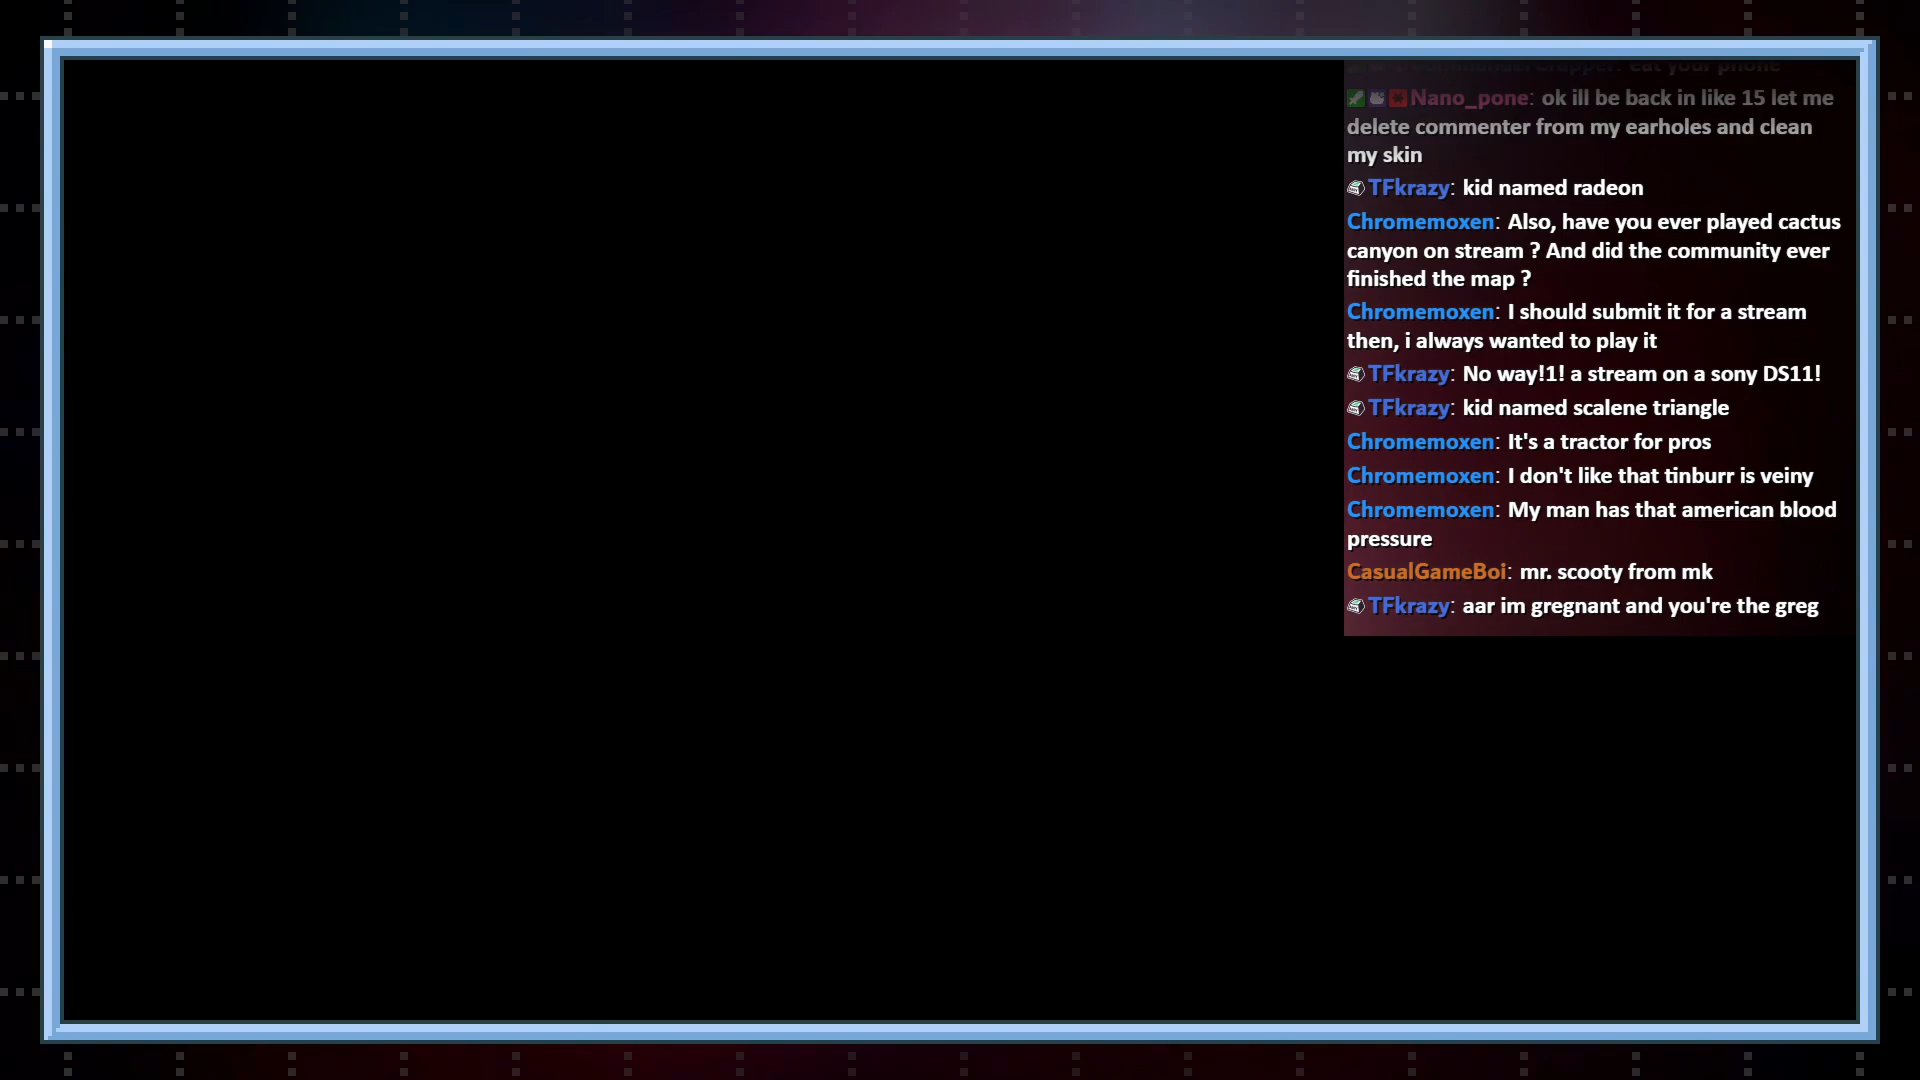 eat your phone
Nano_pone: ok ill be back in like 15 let me
delete commenter from my earholes and clean
my skin
TFkrazy: kid named radeon
Chromemoxen: Also, have you ever played cactus
canyon on stream ? And did the community ever
finished the map ?
Chromemoxen: I should submit it for a stream
then, i always wanted to play it
TFkrazy: No way!1! a stream on a sony DS11!
TFkrazy: kid named scalene triangle
Chromemoxen: It's a tractor for pros
Chromemoxen: I don't like that tinburr is veiny
Chromemoxen: My man has that american blood
pressure
CasualGameBoi: mr. scooty from mk
TFkrazy: aar im gregnant and you're the greg